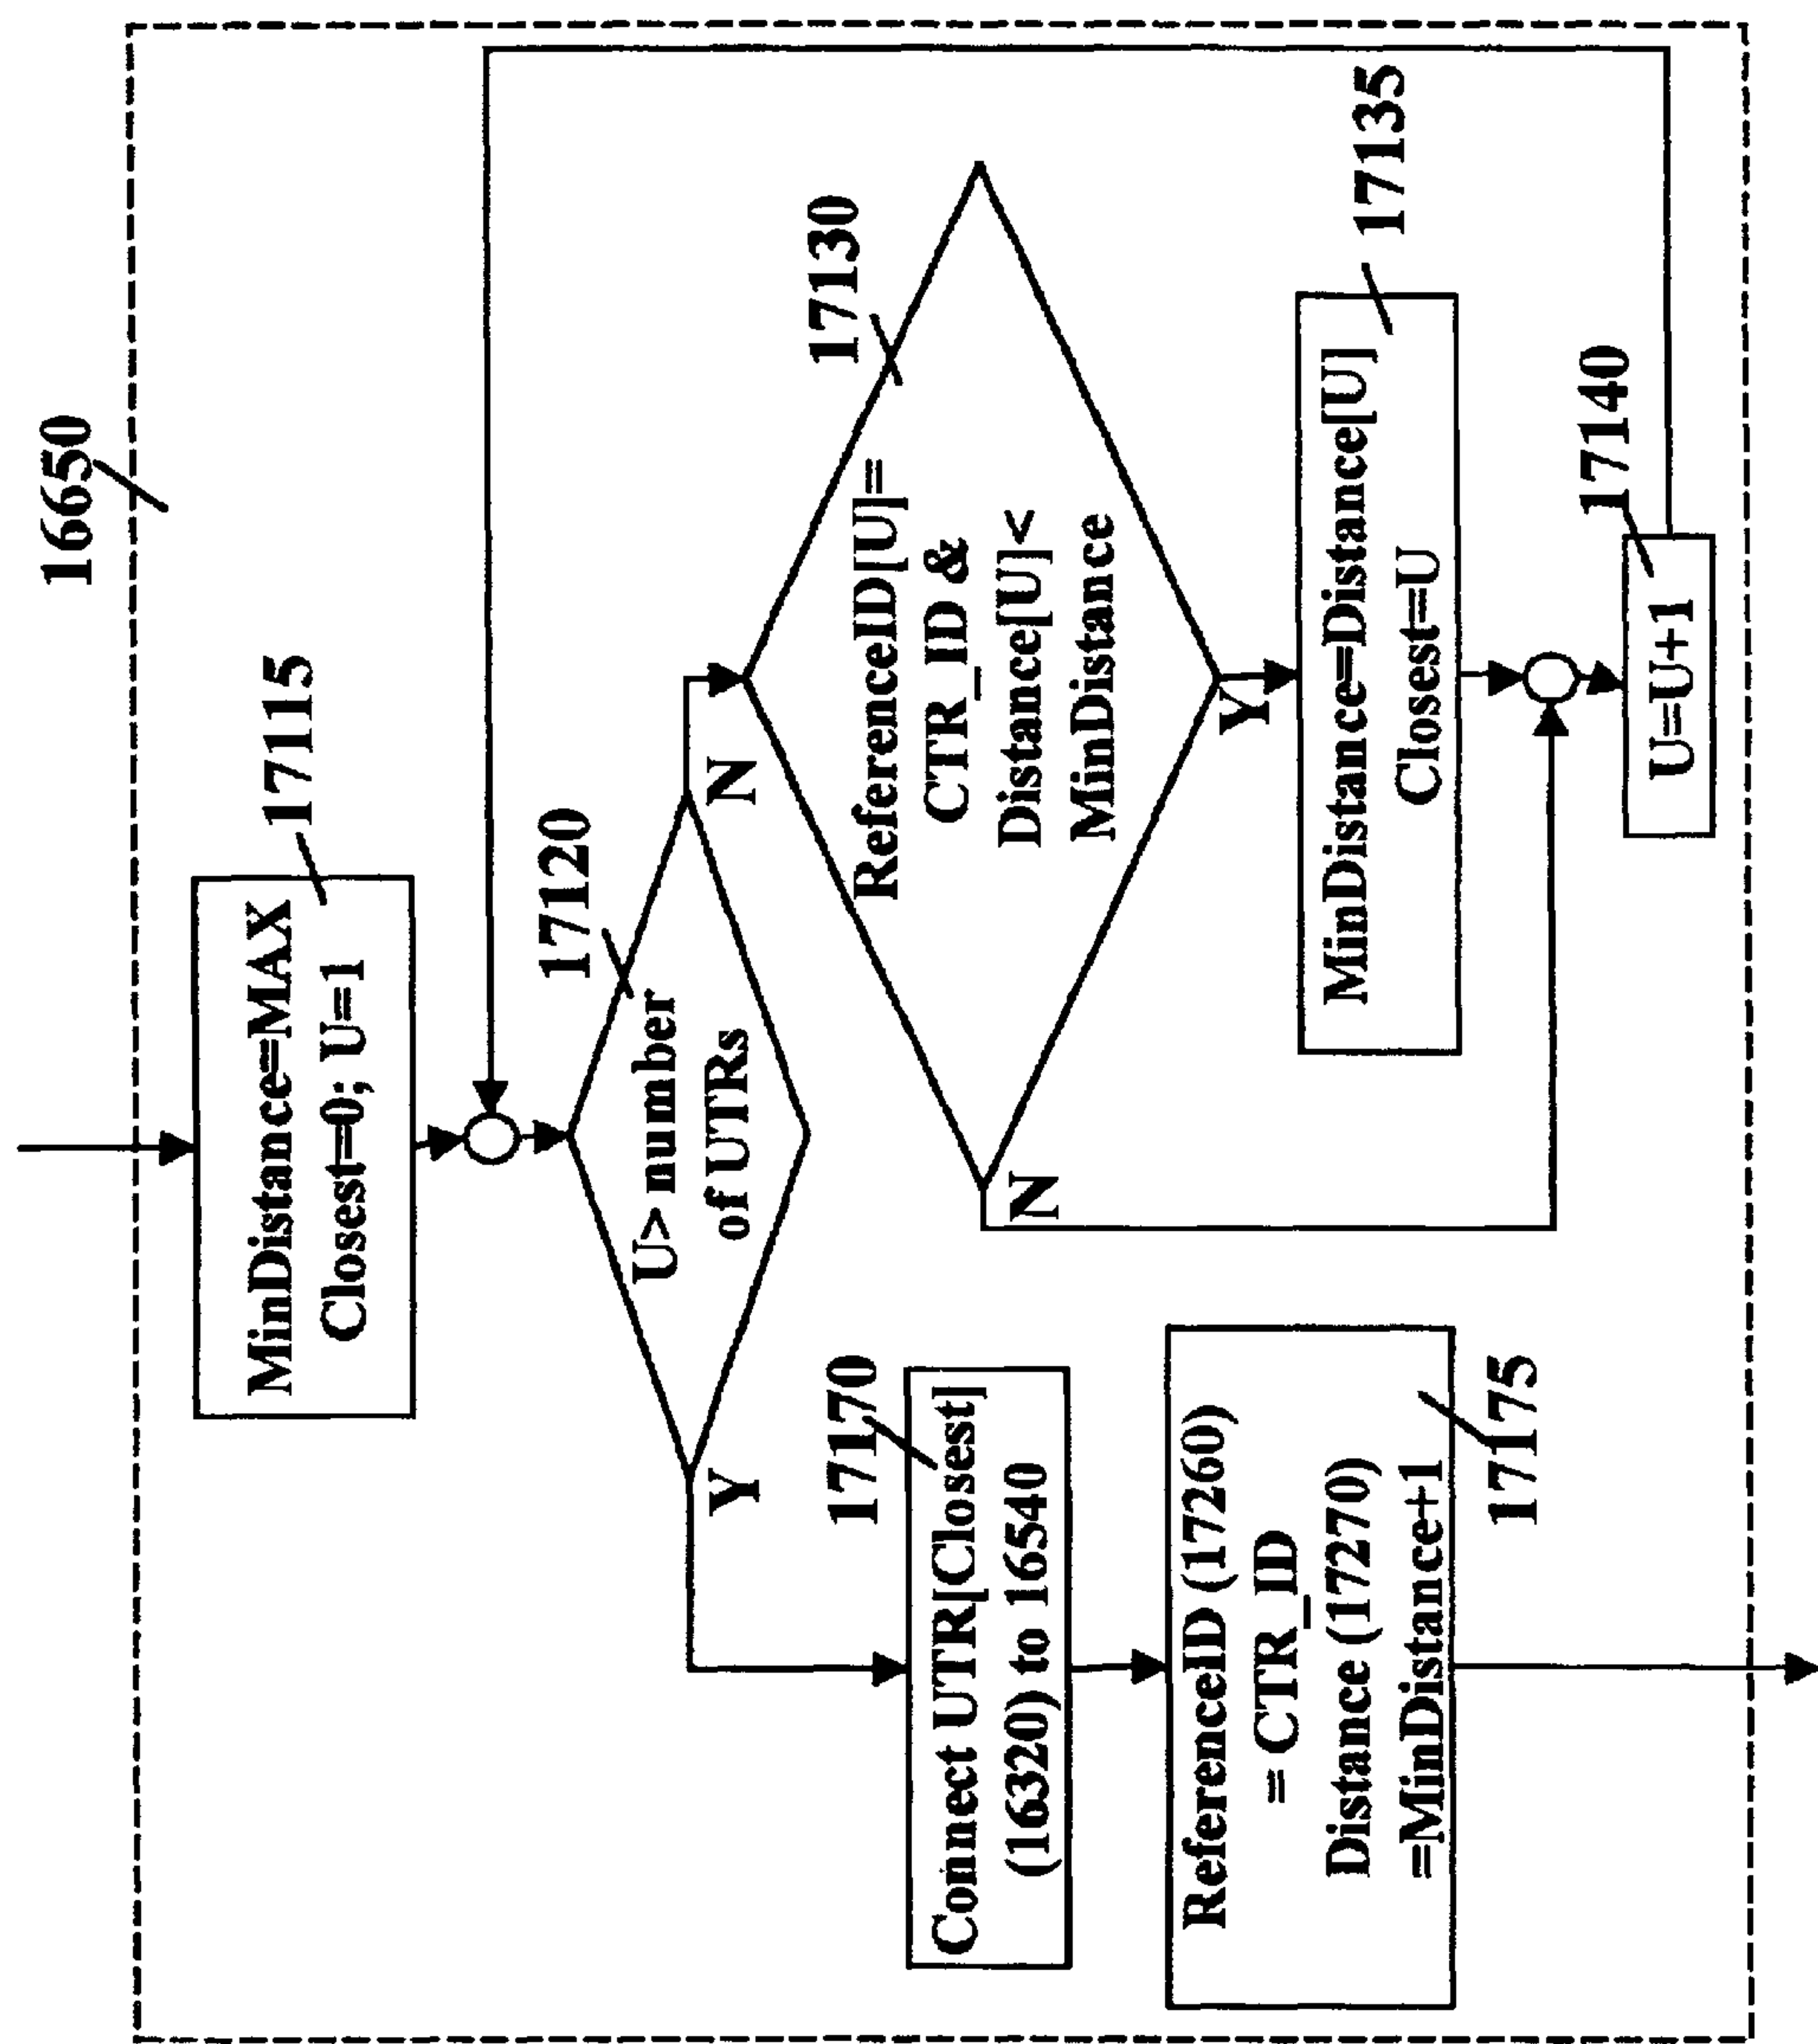 16650
MinDistance=MAX
Closest=0; U=1
17115
17120
U> number
of UTRs
Y
N
17130
ReferenceID[U]=
CTR_ID &
Distance[U]<
MinDistance
N
Y
17135
MinDistance=Distance[U]
Closest=U
17140
U=U+1
17170
Connect UTR[Closest]
(16320) to 16540
ReferenceID (17260)
= CTR_ID
Distance (17270)
=MinDistance+1
17175